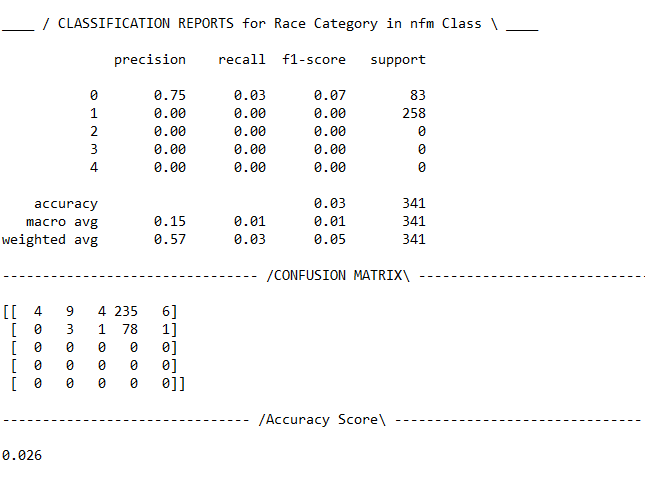 ____ / CLASSIFICATION REPORTS for Race Category in nfm Class \ ____
precision recall f1-score support
0 0.75 0.03 0.07 83
1 0.00 0.00 0.00 258
2 0.00 0.00 0.00 0
3 0.00 0.00 0.00 0
4 0.00 0.00 0.00 0
accuracy 0.03 341
macro avg 0.15 0.01 0.01 341
weighted avg 0.57 0.03 0.05 341
-------------------------------- /CONFUSION MATRIX\ -----------------------------
[[ 4 9 4 235 6]
[ 0 3 1 78 1]
[ 0 0 0 0 0]
[ 0 0 0 0 0]
[ 0 0 0 0 0]]
------------------------------- /Accuracy Score\ -------------------------------
0.026